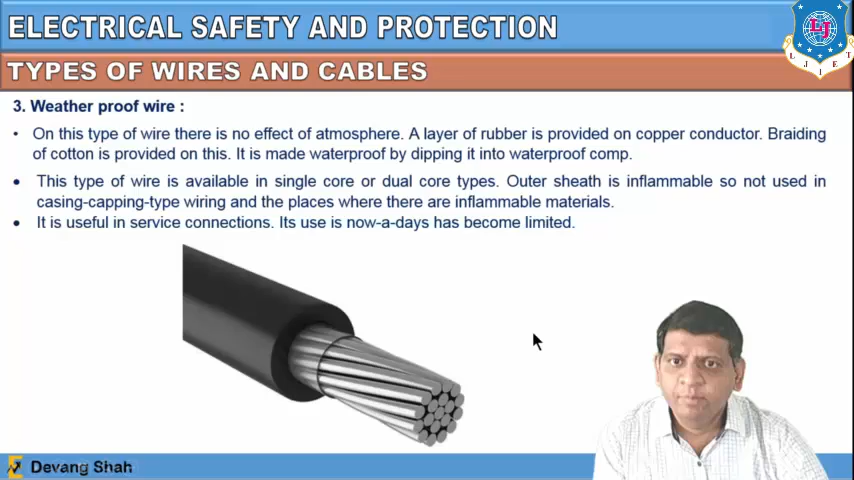 ELECTRICAL SAFETY AND PROTECTION
TYPES OF WIRES AND CABLES
LJ
L J I E T
3. Weather proof wire :
• On this type of wire there is no effect of atmosphere. A layer of rubber is provided on copper conductor. Braiding
of cotton is provided on this. It is made waterproof by dipping it into waterproof comp.
• This type of wire is available in single core or dual core types. Outer sheath is inflammable so not used in
casing-capping-type wiring and the places where there are inflammable materials.
• It is useful in service connections. Its use is now-a-days has become limited.
Devang Shah